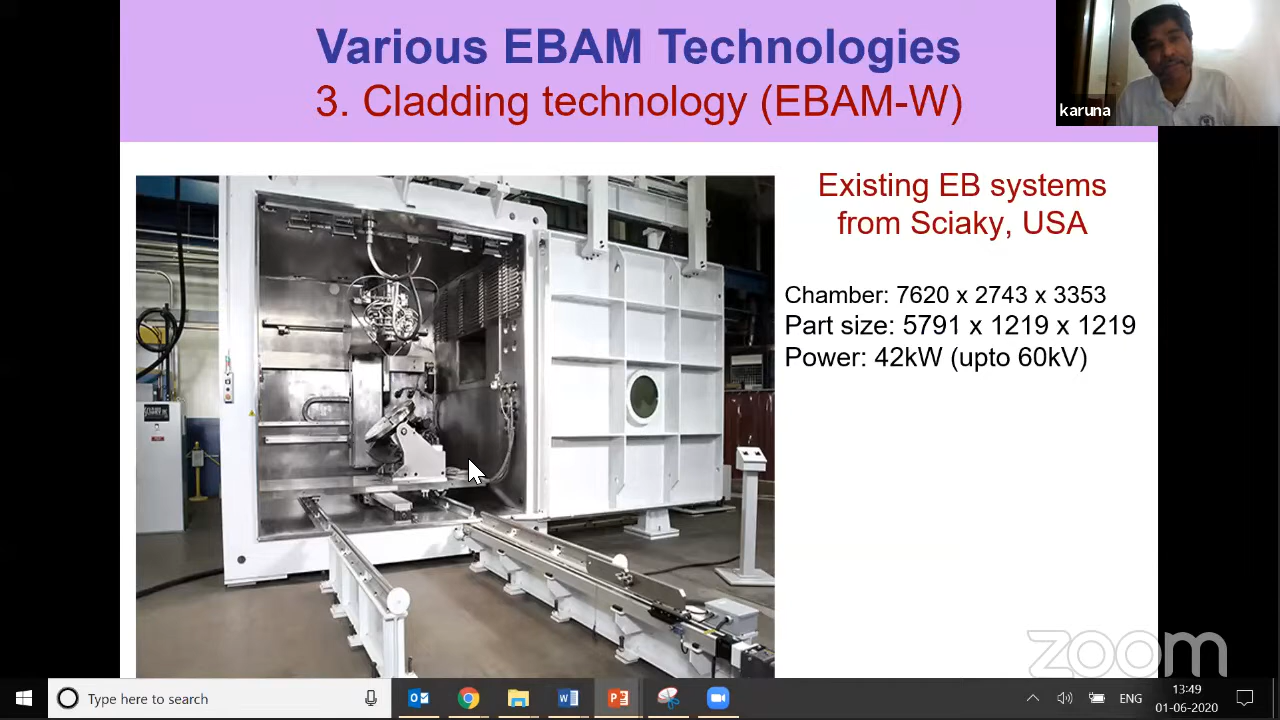 Various EBAM Technologies
3. Cladding technology (EBAM-W)
karuna
Existing EB systems
from Sciaky, USA
Chamber: 7620 x 2743 x 3353
Part size: 5791 x 1219 x 1219
Power: 42kW (upto 60kV)
SCIAKY
zoom
Type here to search
ENG
13:49
01-06-2020